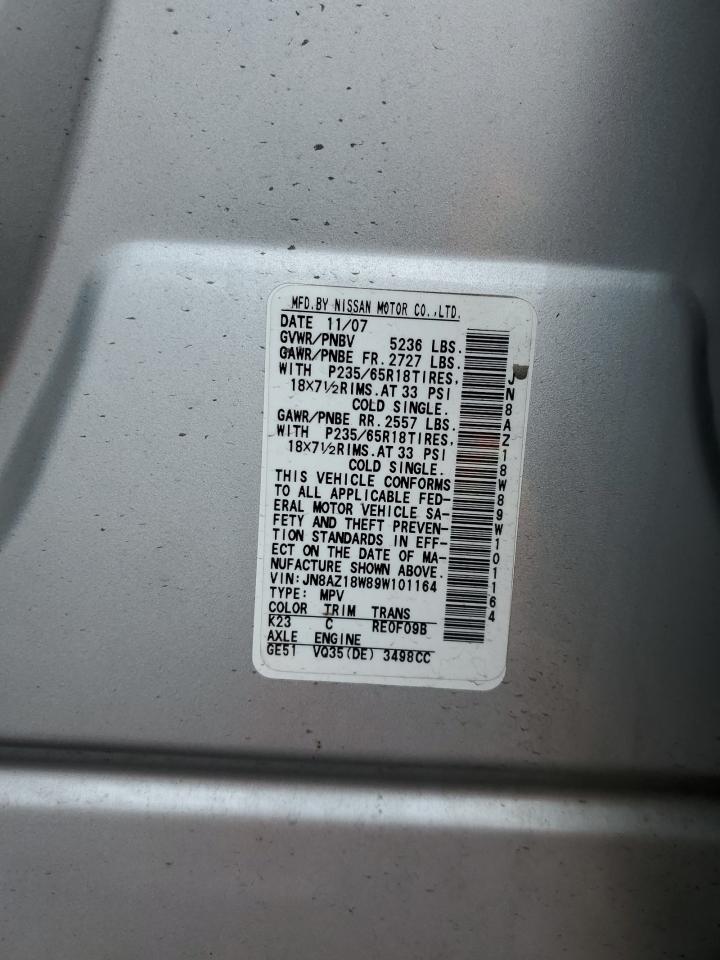 MFD.BY NISSAN MOTOR CO.,LTD.
DATE 11/07
GVWR/PNBV 5236 LBS.
GAWR/PNBE FR. 2727 LBS.
WITH P235/65R18TIRES,
18X7½RIMS.AT 33 PSI
COLD SINGLE.
GAWR/PNBE RR. 2557 LBS.
WITH P235/65R18TIRES,
18X7½RIMS.AT 33 PSI
COLD SINGLE.
THIS VEHICLE CONFORMS
TO ALL APPLICABLE FED-
ERAL MOTOR VEHICLE SA-
FETY AND THEFT PREVEN-
TION STANDARDS IN EFF-
ECT ON THE DATE OF MA-
NUFACTURE SHOWN ABOVE.
VIN:JN8AZ18W89W101164
TYPE: MPV
COLOR TRIM TRANS
K23 C RE0F09B
AXLE ENGINE
GE51 VQ35(DE) 3498CC
JN8AZ18W89W101164